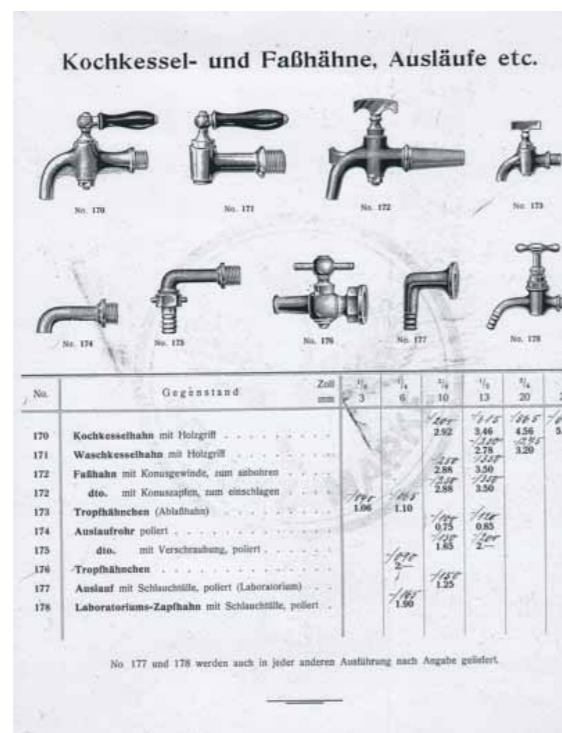 Kochkessel- und Faßhähne, Ausläufe etc.
No. 170
No. 171
No. 172
No. 173
No. 174
No. 175
No. 176
No. 177
No. 178
No. Gegenstand Zoll
mm 3 6 10 13 20
170 Kochkesselhahn mit Holzgriff 2.92 3.46 4.56
171 Waschkesselhahn mit Holzgriff 2.78 3.20
172 Faßhahn mit Konusgewinde, zum anbohren 2.88 3.50
172 dto. mit Konuszapfen, zum einschlagen 2.88 3.50
173 Tropfhähnchen (Ablaßhahn) 1.06 1.10
174 Auslaufrohr poliert 0.75 0.85
175 dto. mit Verschraubung, poliert 1.65 2.—
176 Tropfhähnchen 2.—
177 Auslauf mit Schlauchtülle, poliert (Laboratorium) 1.25
178 Laboratoriums-Zapfhahn mit Schlauchtülle, poliert 1.90
No 177 und 178 werden auch in jeder anderen Ausführung nach Angabe geliefert.